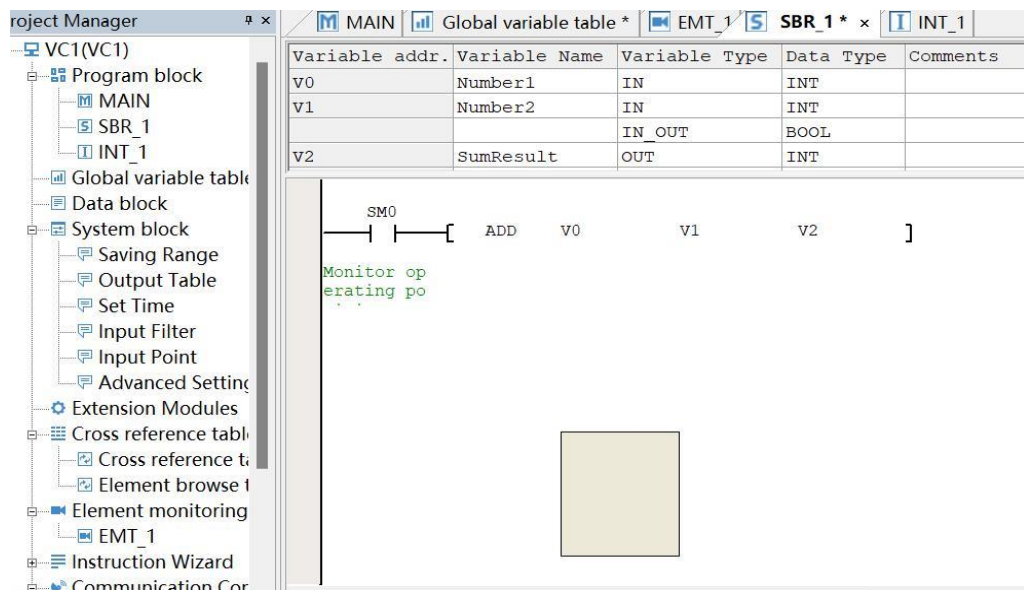 roject Manager
VC1(VC1)
Program block
MAIN
SBR_1
INT_1
Global variable table
Data block
System block
Saving Range
Output Table
Set Time
Input Filter
Input Point
Advanced Setting
Extension Modules
Cross reference tabl
Cross reference ta
Element browse t
Element monitoring
EMT_1
Instruction Wizard
Communication Con
MAIN Global variable table * EMT_1 SBR_1 * × INT_1
Variable addr. Variable Name Variable Type Data Type Comments
V0 Number1 IN INT
V1 Number2 IN INT
IN_OUT BOOL
V2 SumResult OUT INT
SM0
[ ADD V0 V1 V2 ]
Monitor op
erating po